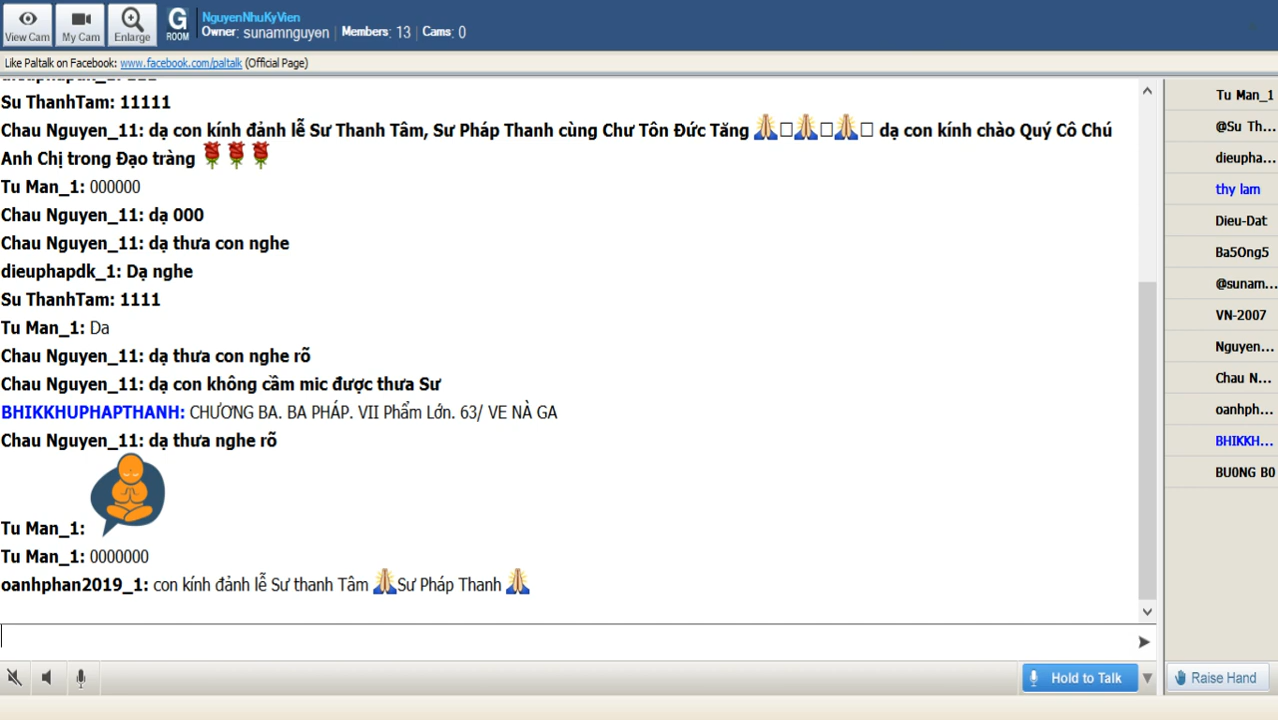 NguyenNhuKyVien
View Cam
My Cam
Enlarge
G
ROOM
Owner: sunamnguyen | Members: 13 | Cams: 0
Like Paltalk on Facebook: www.facebook.com/paltalk (Official Page)
Su ThanhTam: 11111
Chau Nguyen_11: dạ con kính đảnh lễ Sư Thanh Tâm, Sư Pháp Thanh cùng Chư Tôn Đức Tăng 🙏□🙏□🙏□ dạ con kính chào Quý Cô Chú
Anh Chị trong Đạo tràng 🌹🌹🌹
Tu Man_1: 000000
Chau Nguyen_11: dạ 000
Chau Nguyen_11: dạ thưa con nghe
dieuphapdk_1: Dạ nghe
Su ThanhTam: 1111
Tu Man_1: Da
Chau Nguyen_11: dạ thưa con nghe rõ
Chau Nguyen_11: dạ con không cầm mic được thưa Sư
BHIKKHUPHAPTHANH: CHƯƠNG BA. BA PHÁP. VII Phẩm Lớn. 63/ VE NÀ GA
Chau Nguyen_11: dạ thưa nghe rõ
Tu Man_1:
Tu Man_1: 0000000
oanhphan2019_1: con kính đảnh lễ Sư thanh Tâm 🙏Sư Pháp Thanh 🙏
Tu Man_1
@Su Th...
dieupha...
thy lam
Dieu-Dat
Ba5Ong5
@sunam...
VN-2007
Nguyen...
Chau N...
oanhph...
BHIKKH...
BU0NG B0
Hold to Talk
Raise Hand